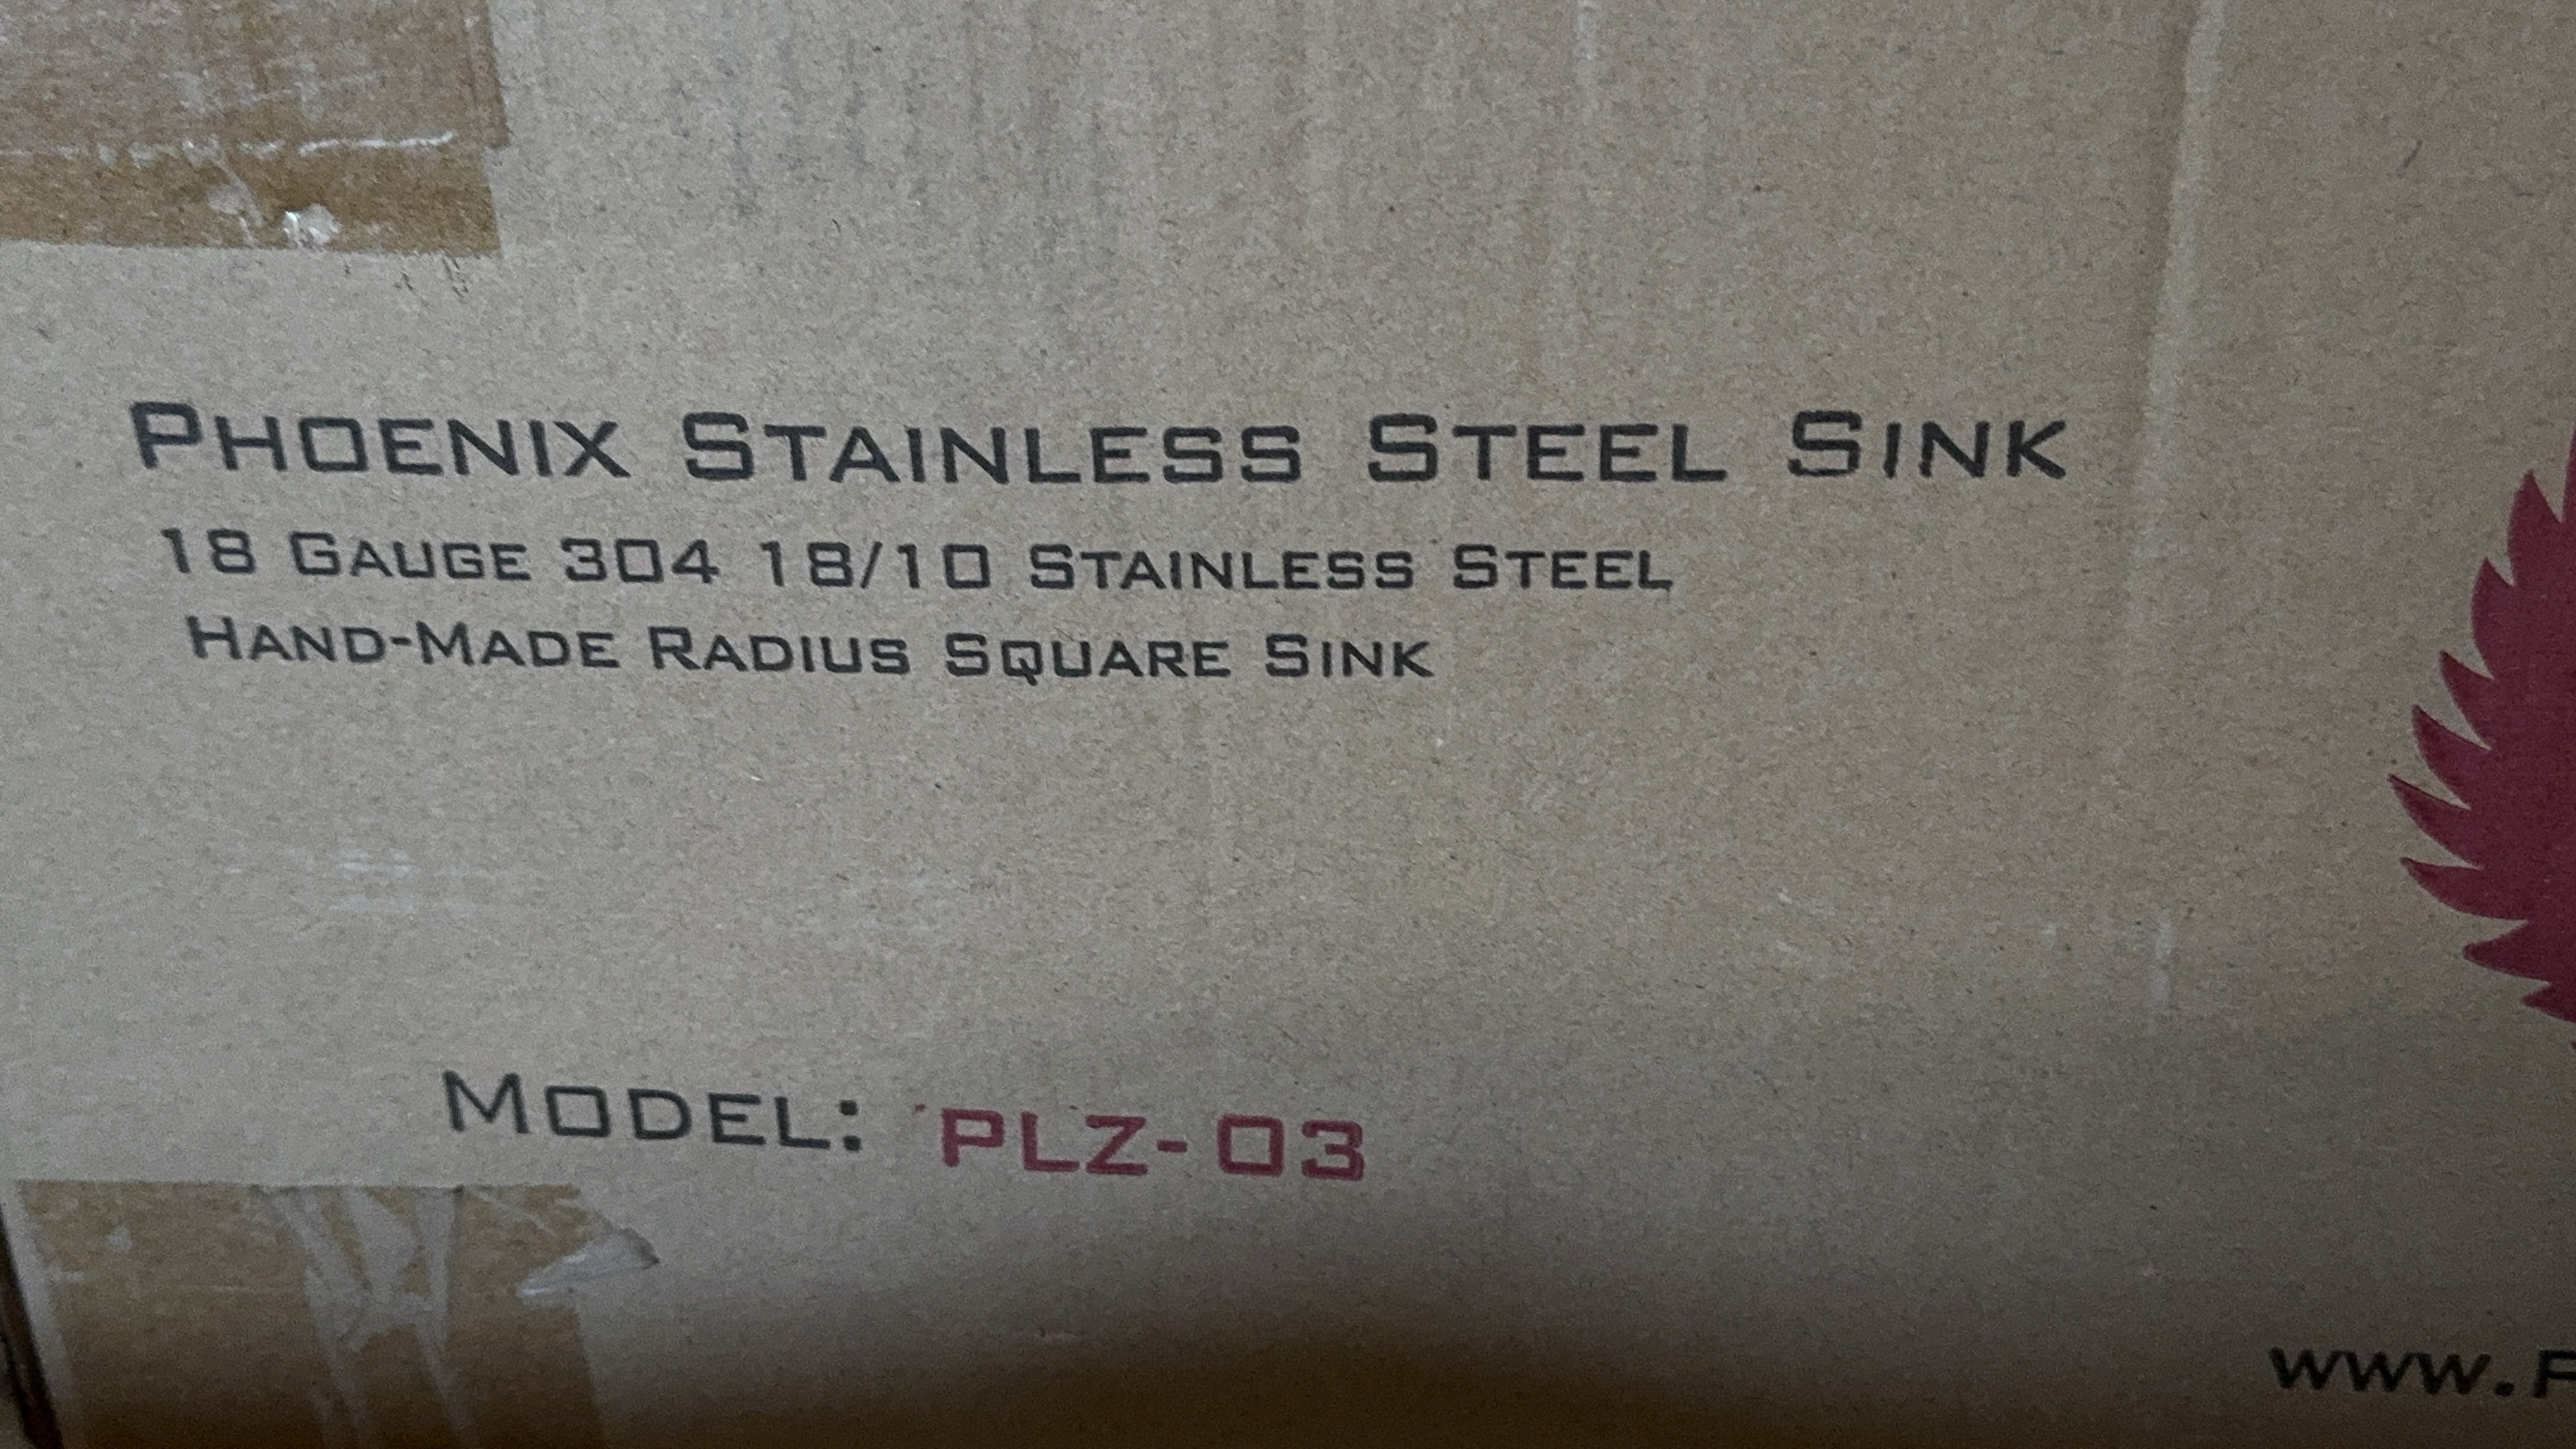 PHOENIX STAINLESS STEEL SINK
18 GAUGE 304 18/10 STAINLESS STEEL
HAND-MADE RADIUS SQUARE SINK
MODEL: PLZ-03
www.